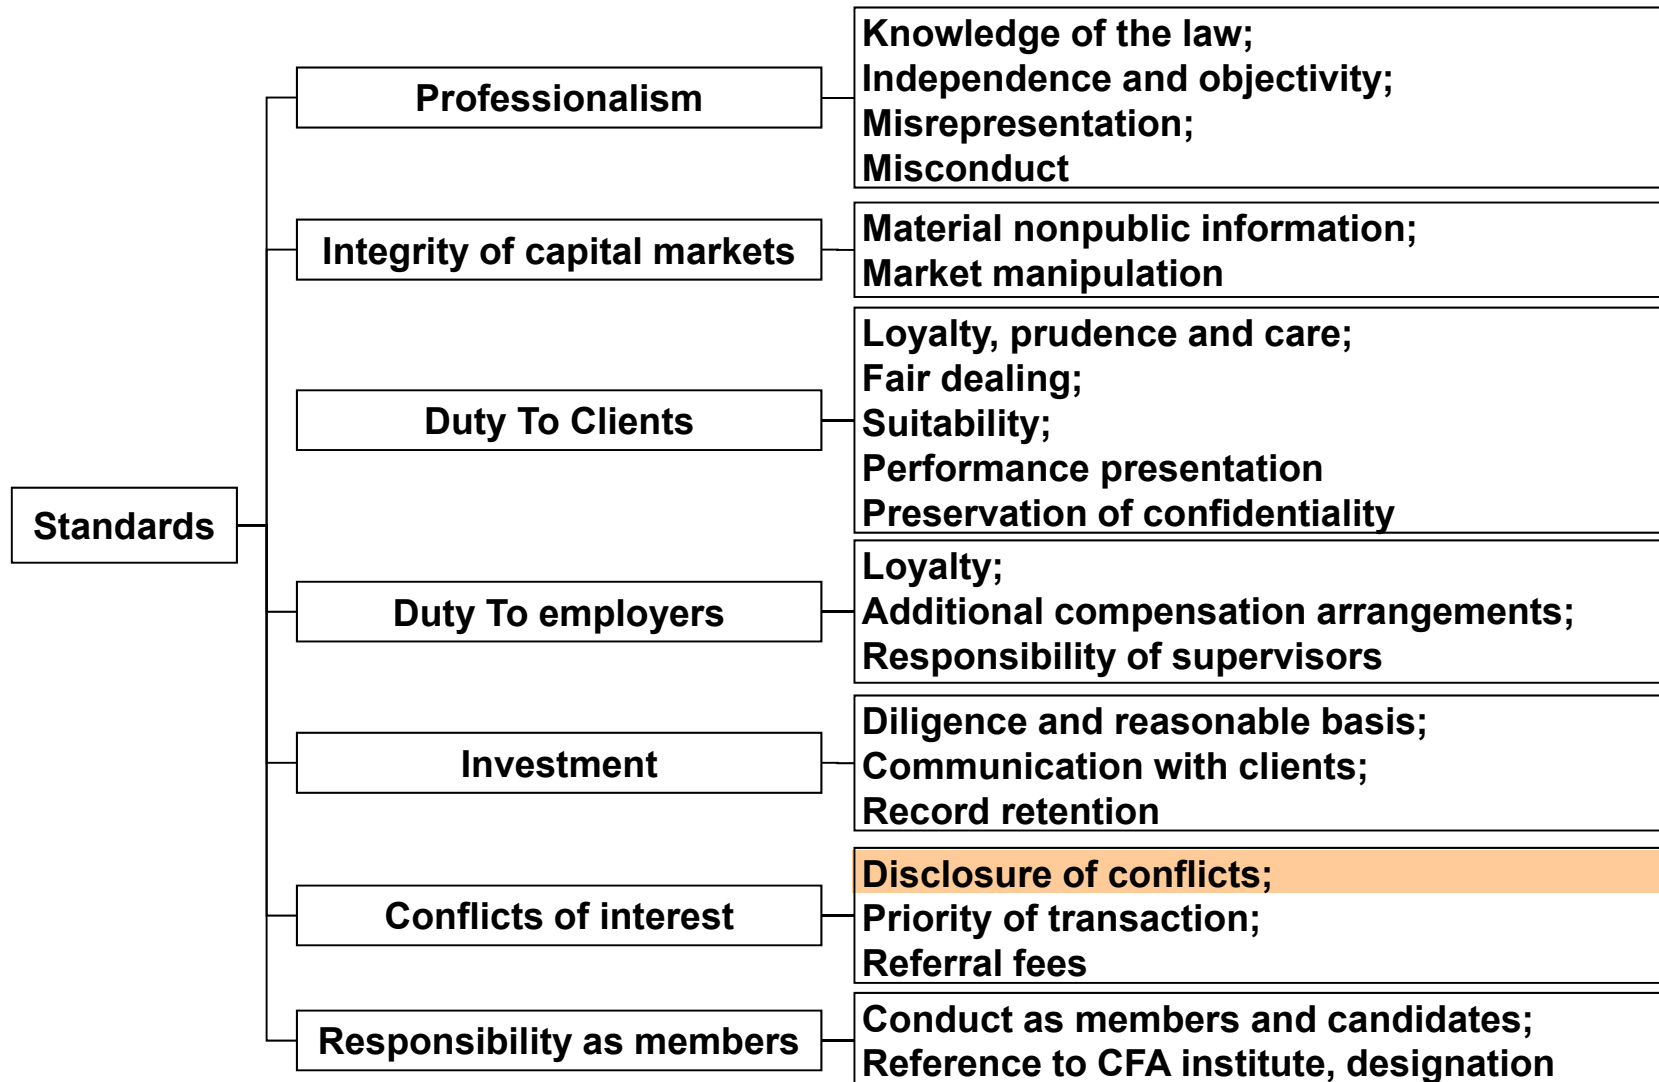 Standards
Professionalism
Knowledge of the law;
Independence and objectivity;
Misrepresentation;
Misconduct
Integrity of capital markets
Material nonpublic information;
Market manipulation
Duty To Clients
Loyalty, prudence and care;
Fair dealing;
Suitability;
Performance presentation
Preservation of confidentiality
Duty To employers
Loyalty;
Additional compensation arrangements;
Responsibility of supervisors
Investment
Diligence and reasonable basis;
Communication with clients;
Record retention
Conflicts of interest
Disclosure of conflicts;
Priority of transaction;
Referral fees
Responsibility as members
Conduct as members and candidates;
Reference to CFA institute, designation